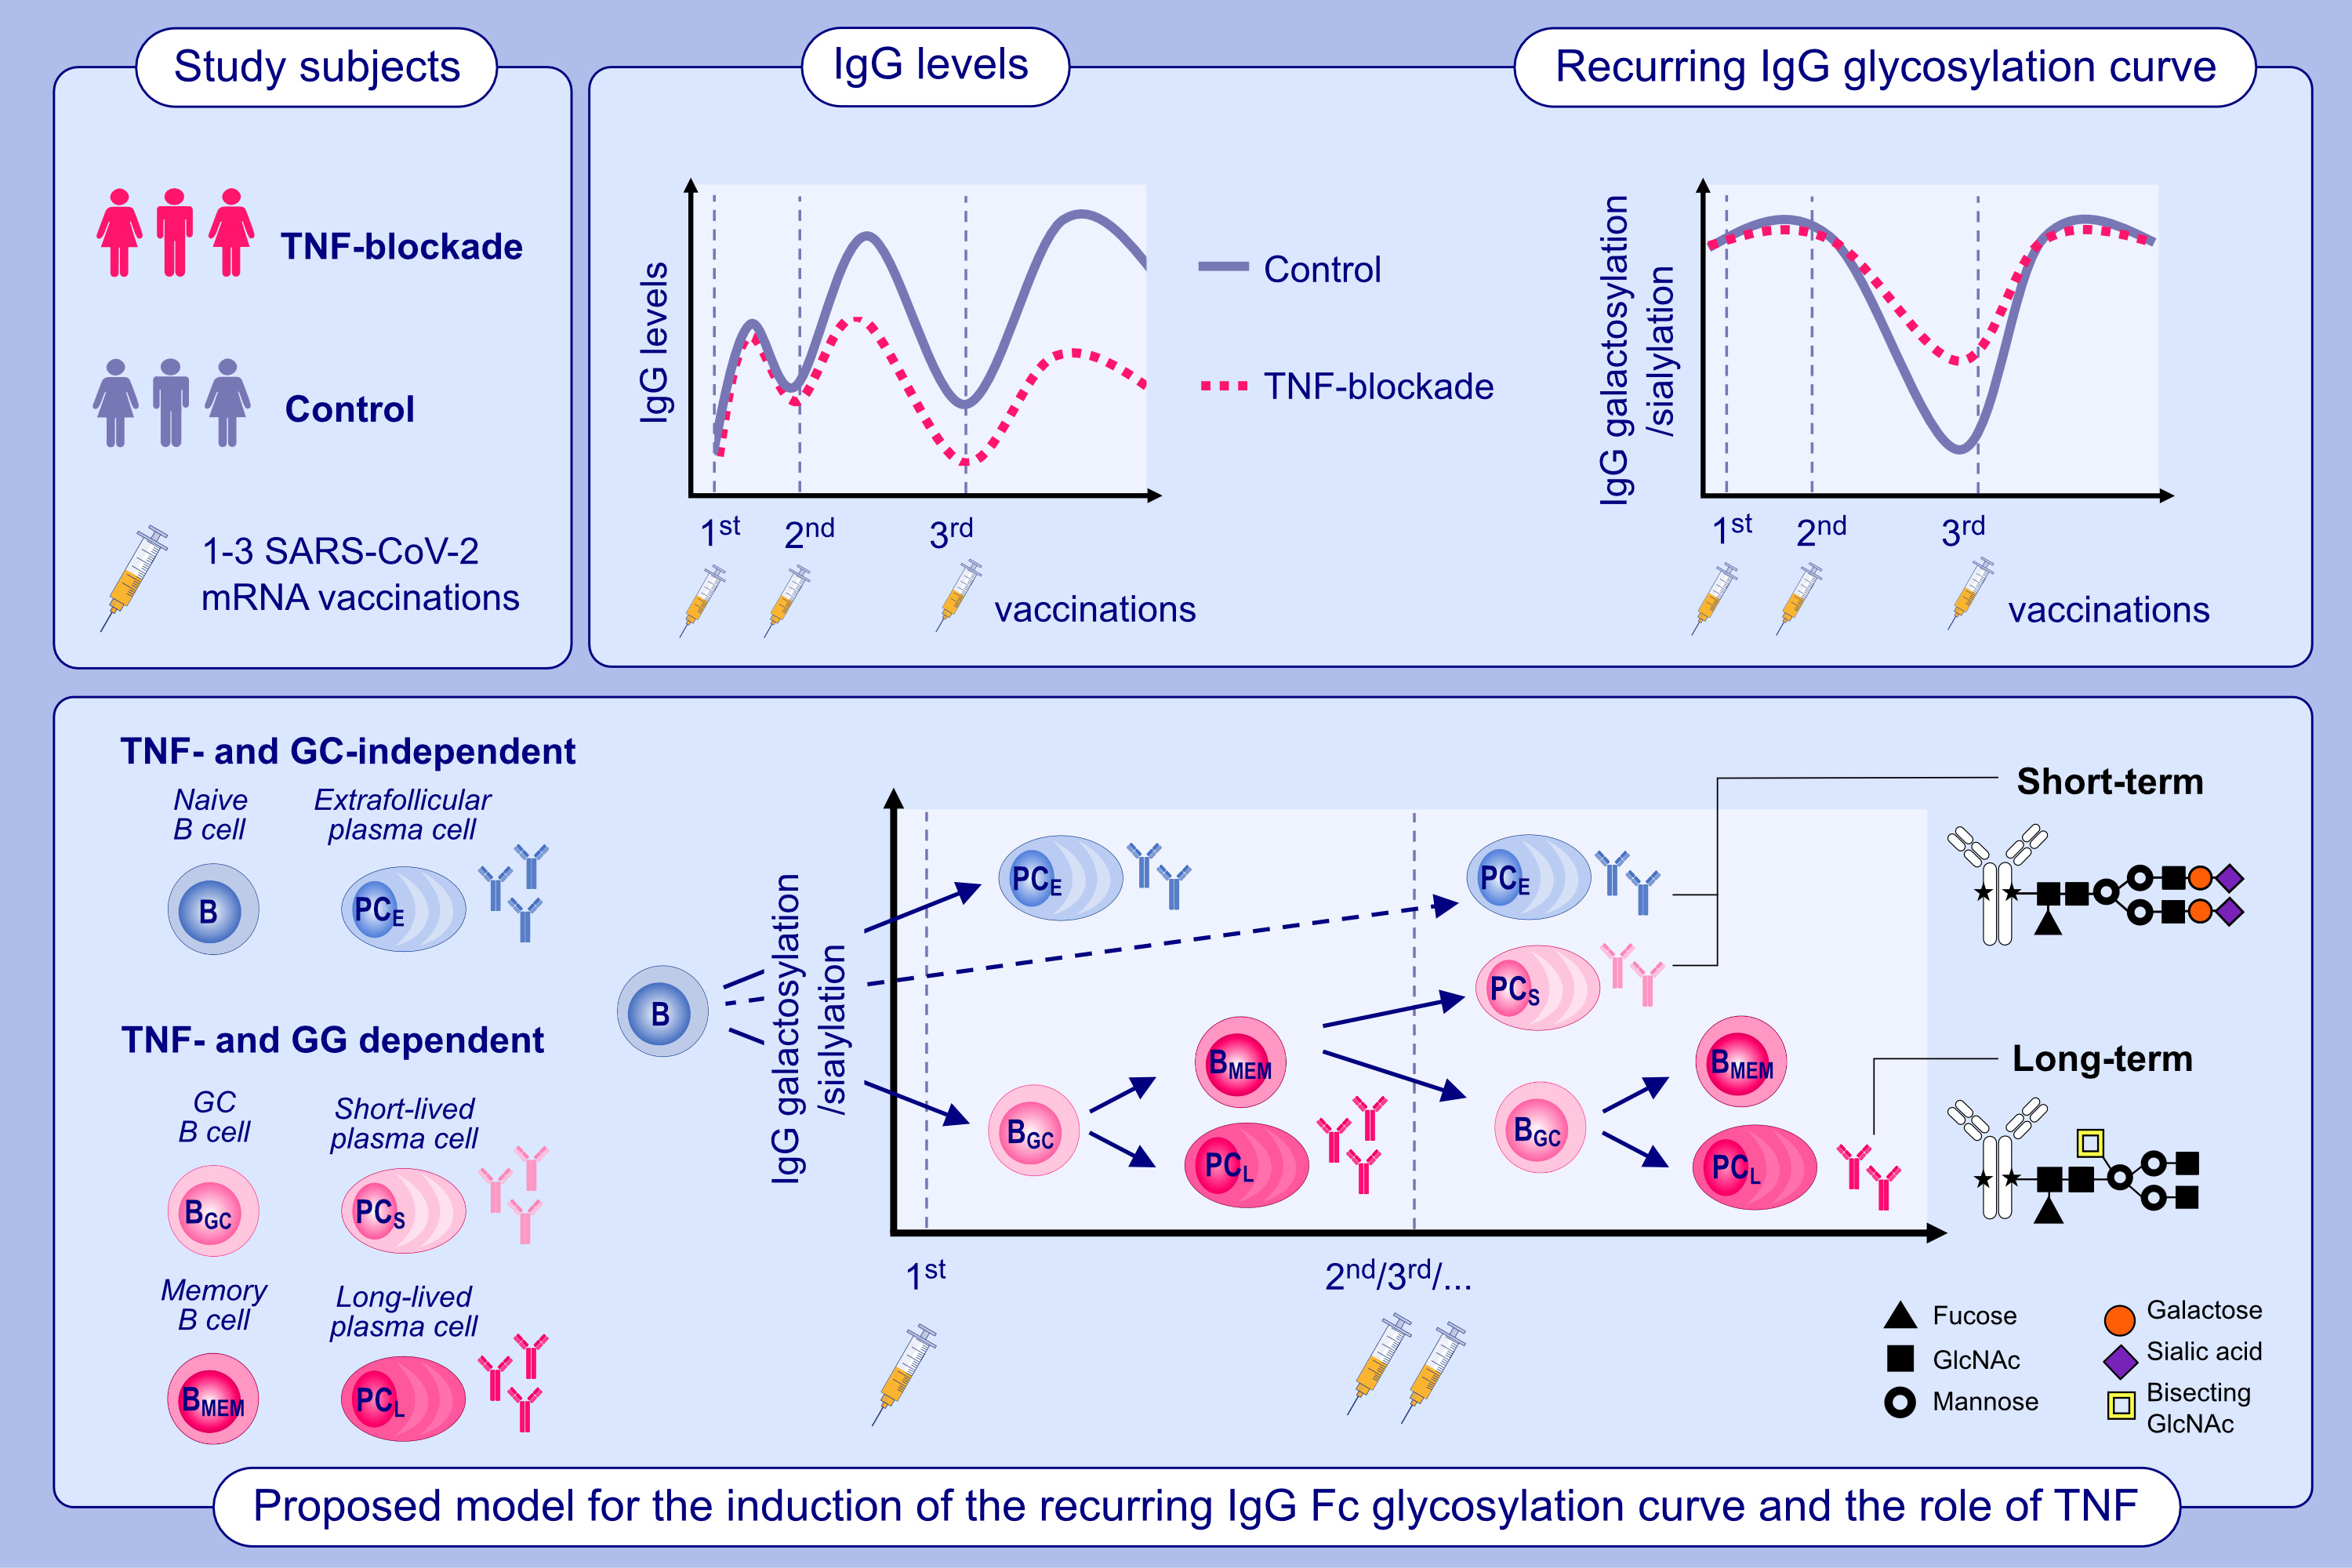 Study subjects
TNF-blockade
Control
1-3 SARS-CoV-2
mRNA vaccinations
IgG levels
IgG levels
1st
2nd
3rd
vaccinations
Control
TNF-blockade
Recurring IgG glycosylation curve
IgG galactosylation
/sialylation
1st
2nd
3rd
vaccinations
TNF- and GC-independent
Naive
B cell
Extrafollicular
plasma cell
B
PCE
TNF- and GG dependent
GC
B cell
Short-lived
plasma cell
BGC
PCS
Memory
B cell
Long-lived
plasma cell
BMEM
PCL
B
IgG galactosylation
/sialylation
PCE
BGC
BMEM
PCL
PCE
PCS
BGC
BMEM
PCL
1st
2nd/3rd/...
Short-term
Long-term
Fucose
GlcNAc
Mannose
Galactose
Sialic acid
Bisecting
GlcNAc
Proposed model for the induction of the recurring IgG Fc glycosylation curve and the role of TNF